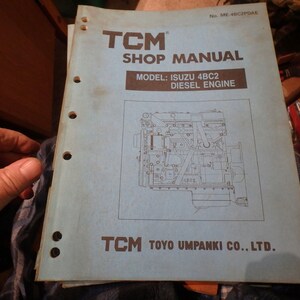 TCM
SHOP MANUAL
MODEL: ISUZU 4BC2
DIESEL ENGINE
TCM TOYO UMPANKI CO., LTD.